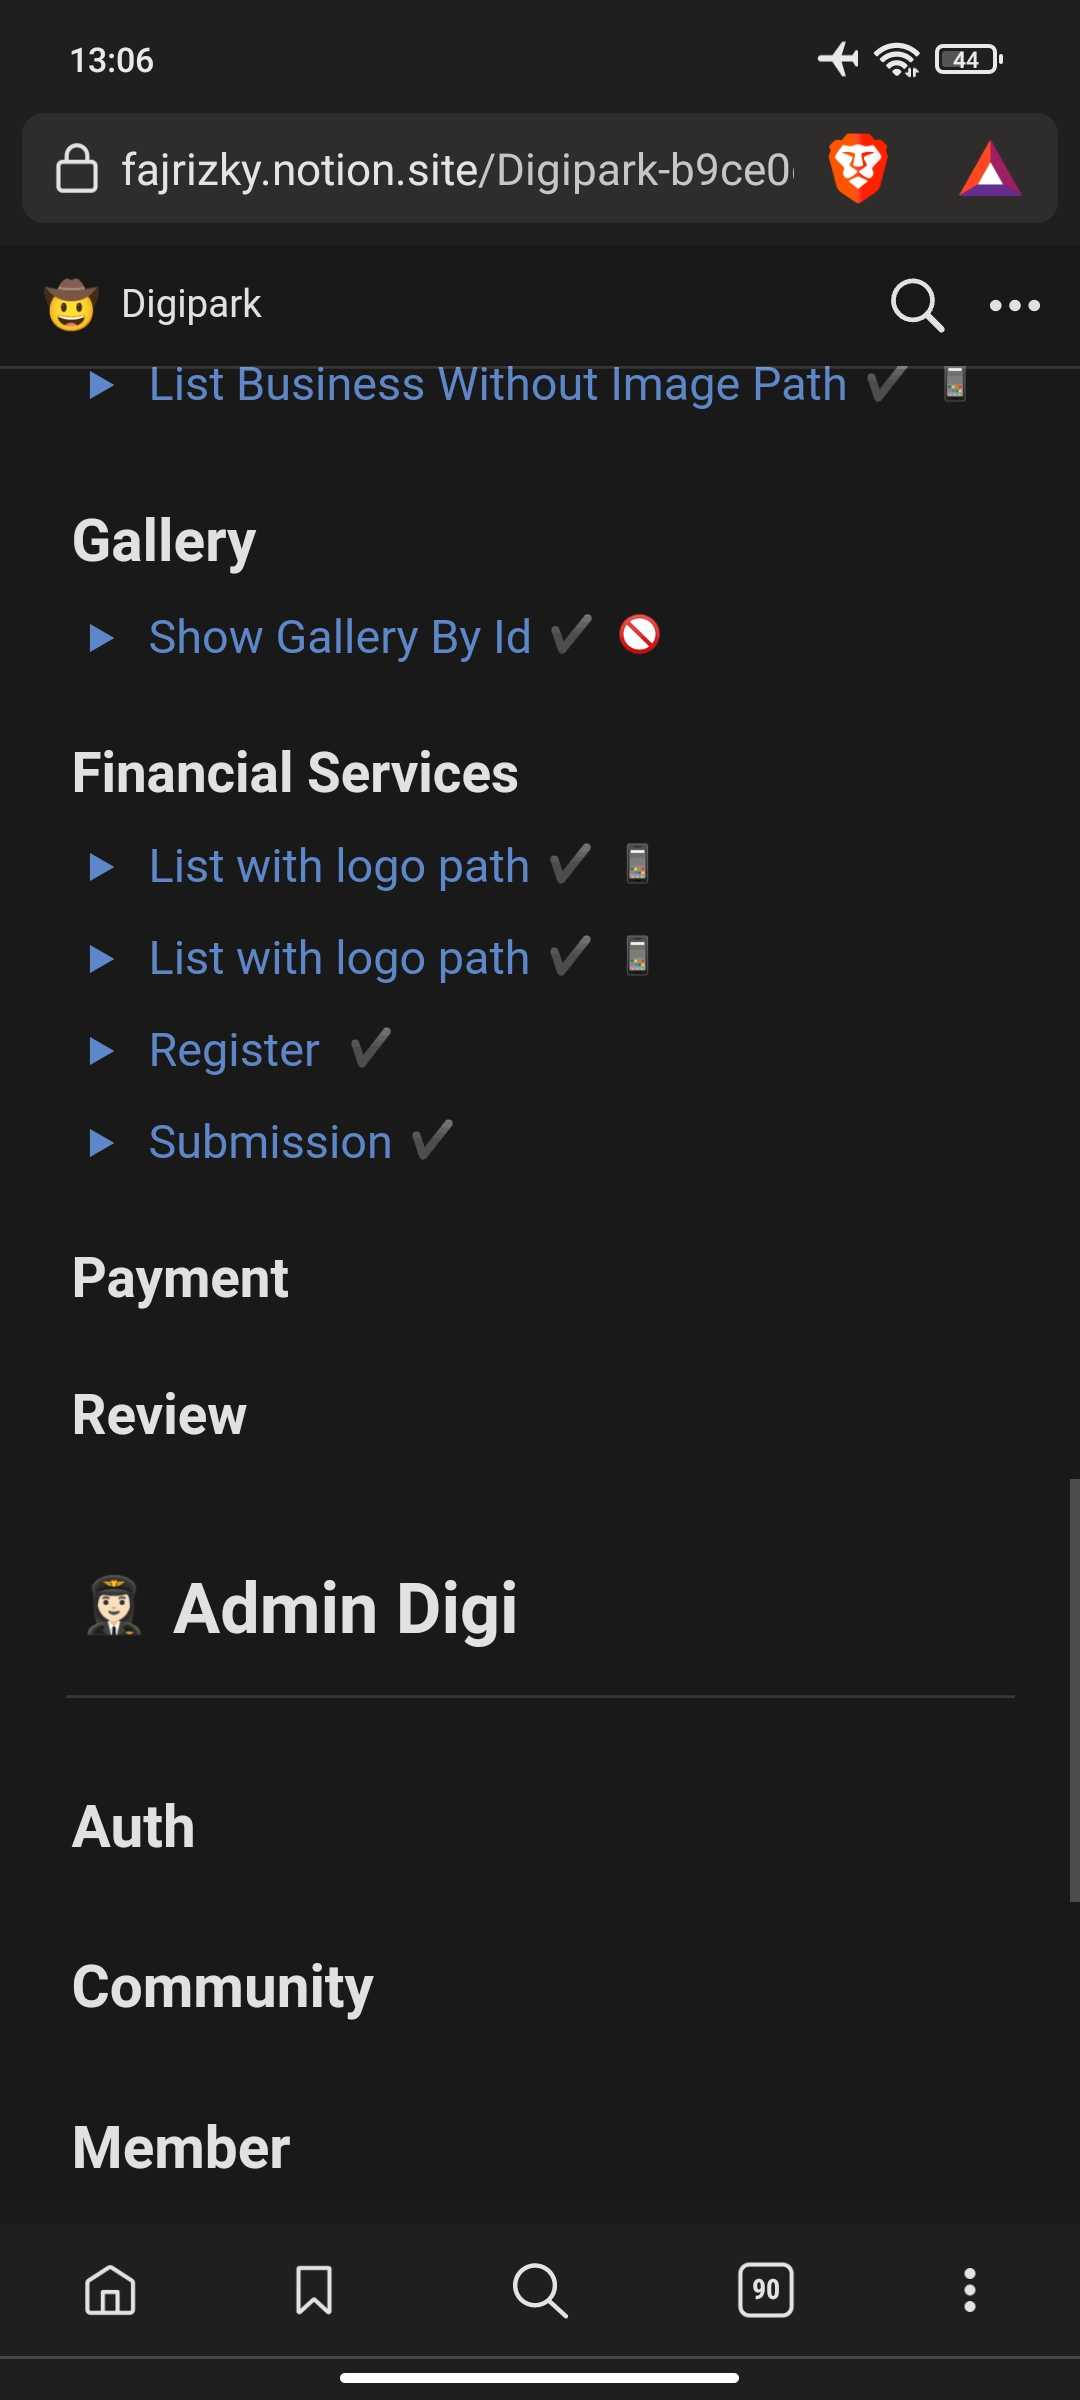 13:06
44
fajrizky.notion.site/Digipark-b9ce0
Digipark
List Business Without Image Path ✔️ 📱
Gallery
Show Gallery By Id ✔️ 🚫
Financial Services
List with logo path ✔️ 📱
List with logo path ✔️ 📱
Register ✔️
Submission ✔️
Payment
Review
Admin Digi
Auth
Community
Member
90